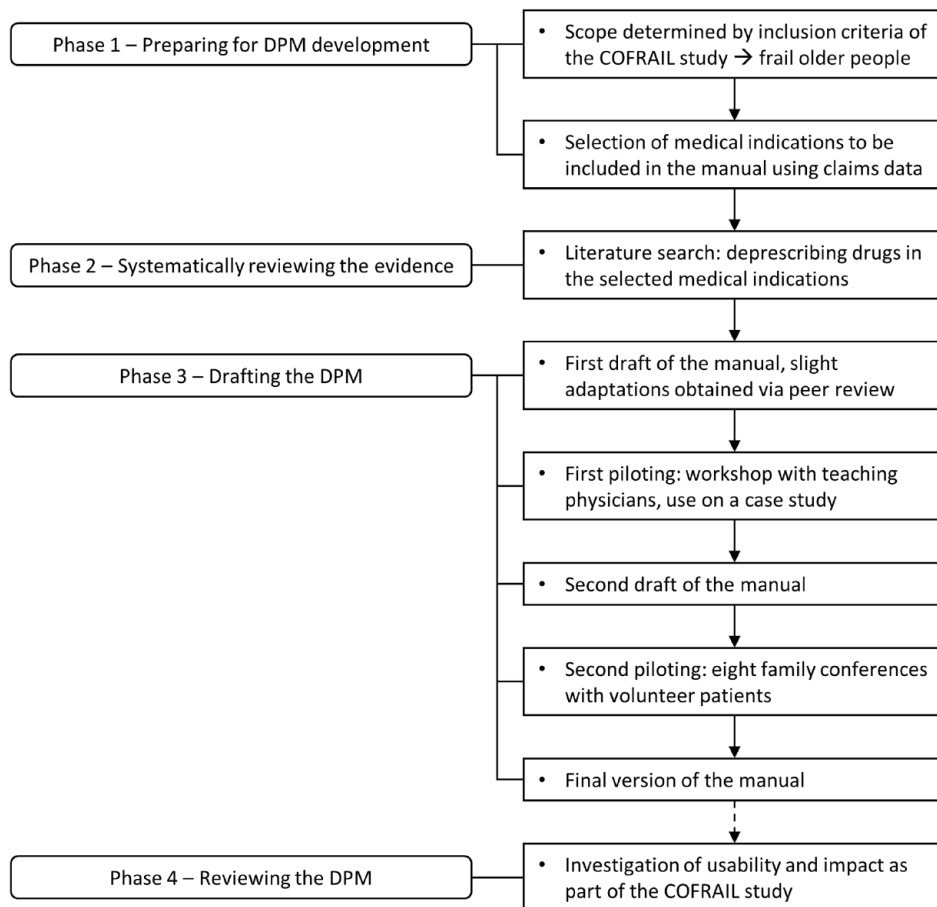 Phase 1 – Preparing for DPM development
• Scope determined by inclusion criteria of
the COFRAIL study → frail older people
• Selection of medical indications to be
included in the manual using claims data
Phase 2 – Systematically reviewing the evidence
• Literature search: deprescribing drugs in
the selected medical indications
Phase 3 – Drafting the DPM
• First draft of the manual, slight
adaptations obtained via peer review
• First piloting: workshop with teaching
physicians, use on a case study
• Second draft of the manual
• Second piloting: eight family conferences
with volunteer patients
• Final version of the manual
Phase 4 – Reviewing the DPM
• Investigation of usability and impact as
part of the COFRAIL study